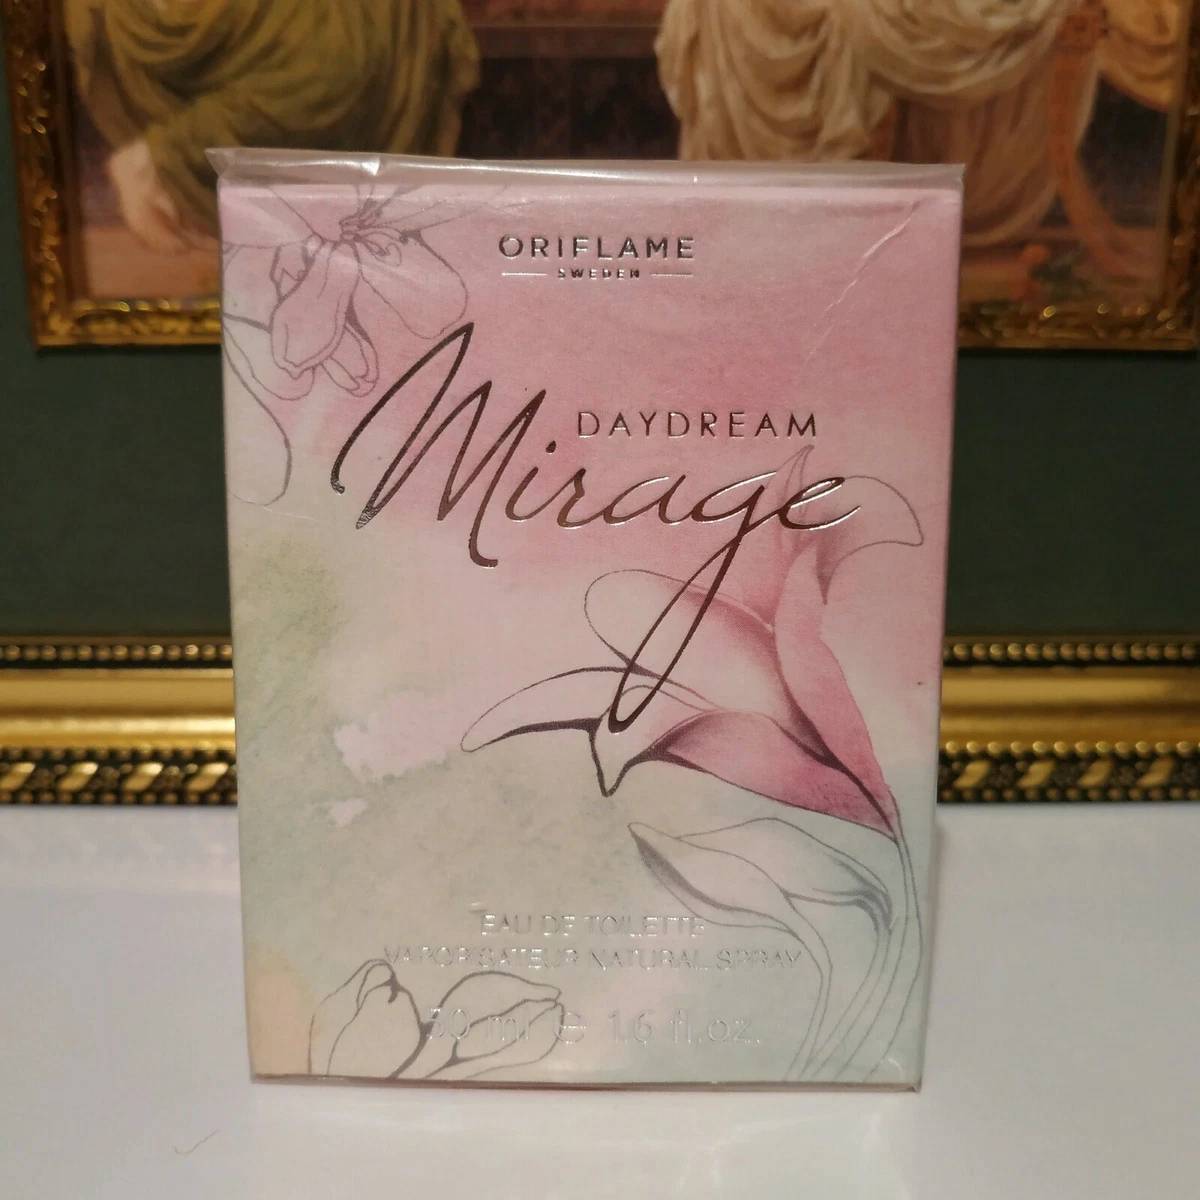 ORIFLAME
SWEDEN
DAYDREAM
Mirage
EAU DE TOILETTE
VAPORISATEUR NATURAL SPRAY
50 ml ℮ 1.6 fl.oz.